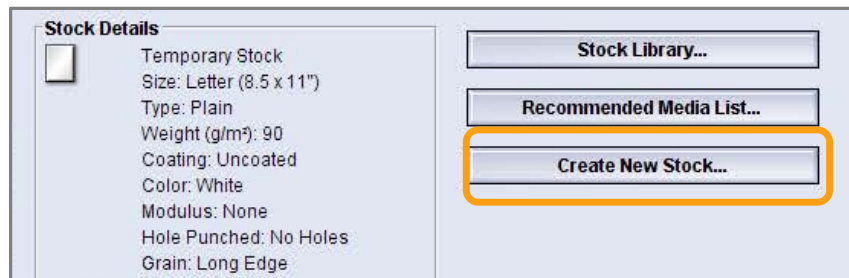 Stock Details
Temporary Stock
Size: Letter (8.5 x 11")
Type: Plain
Weight (g/m²): 90
Coating: Uncoated
Color: White
Modulus: None
Hole Punched: No Holes
Grain: Long Edge
Stock Library...
Recommended Media List...
Create New Stock...